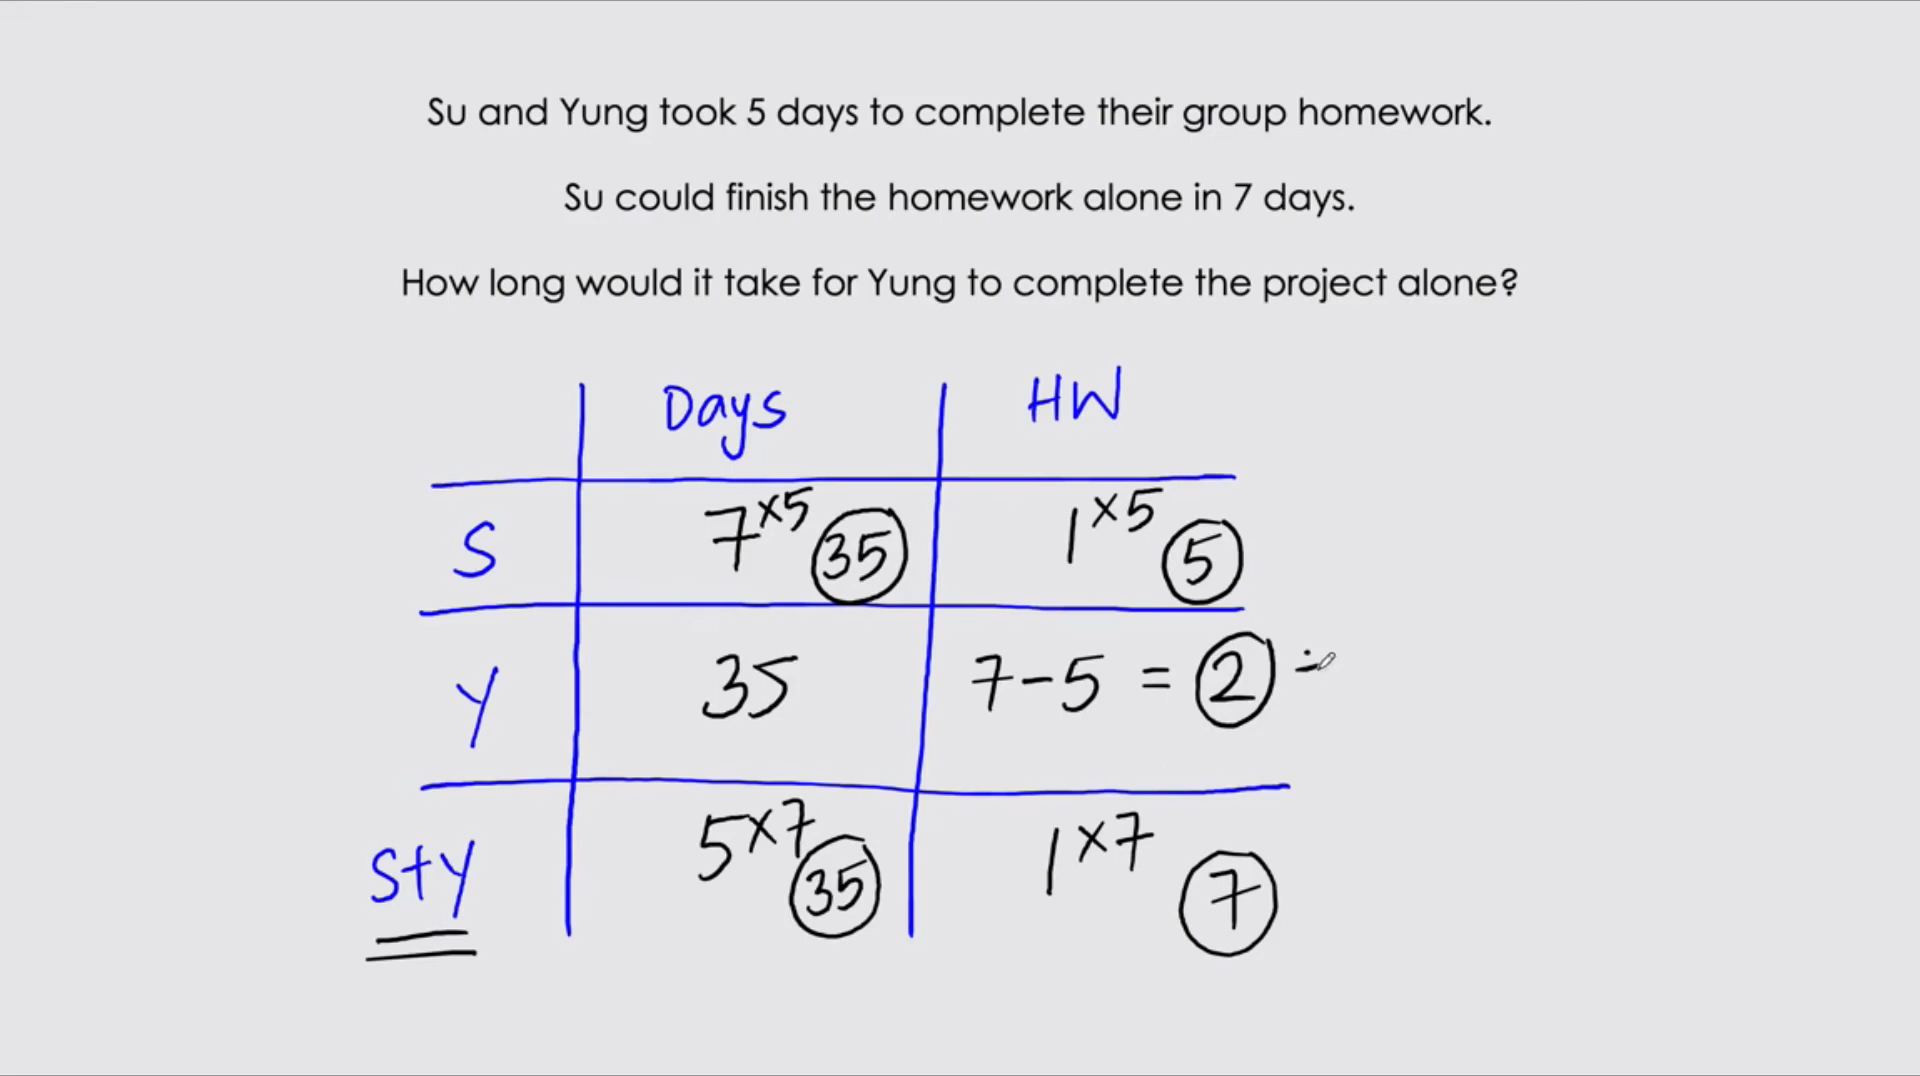 Su and Yung took 5 days to complete their group homework.
Su could finish the homework alone in 7 days.
How long would it take for Yung to complete the project alone?
Days HW
S 7×5 35 1×5 5
Y 35 7-5 = 2 ÷
S+Y 5×7 35 1×7 7